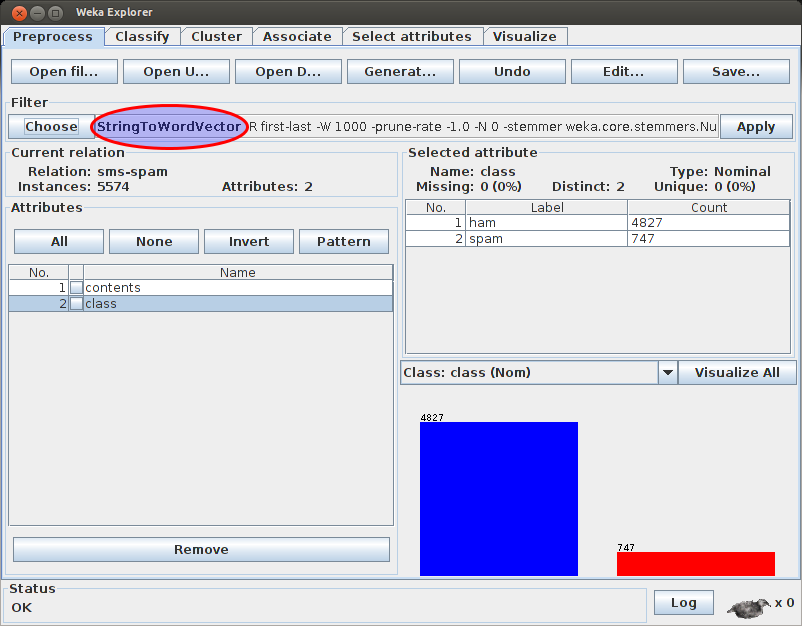 Weka Explorer
Preprocess Classify Cluster Associate Select attributes Visualize
Open fil... Open U... Open D... Generat... Undo Edit... Save...
Filter
Choose StringToWordVector R first-last -W 1000 -prune-rate -1.0 -N 0 -stemmer weka.core.stemmers.Nu Apply
Current relation
Relation: sms-spam
Instances: 5574 Attributes: 2
Attributes
All None Invert Pattern
No. Name
1 contents
2 class
Remove
Selected attribute
Name: class Type: Nominal
Missing: 0 (0%) Distinct: 2 Unique: 0 (0%)
No. Label Count
1 ham 4827
2 spam 747
Class: class (Nom) Visualize All
4827
747
Status
OK
Log x 0